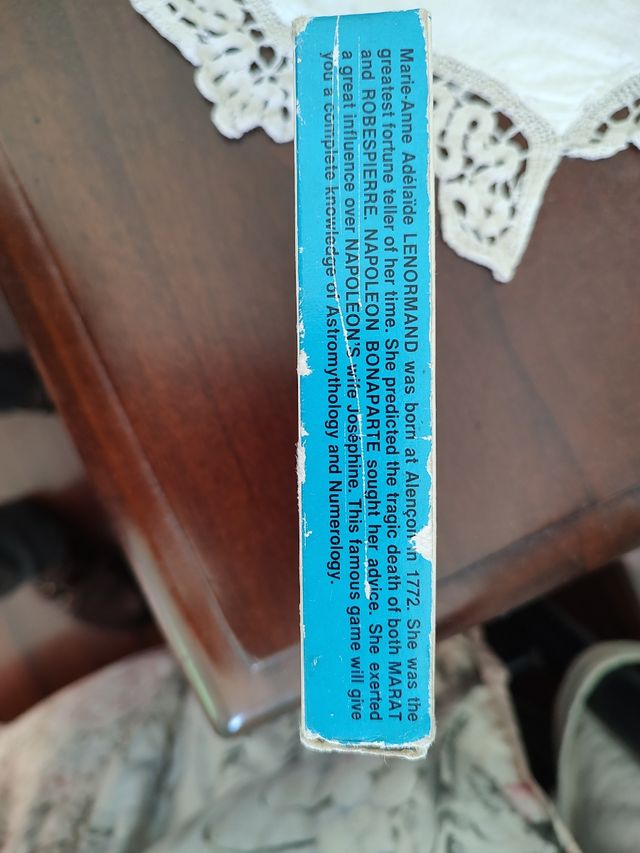 Marie-Anne Adélaïde LENORMAND was born at Alençon in 1772. She was the
greatest fortune teller of her time. She predicted the tragic death of both MARAT
and ROBESPIERRE. NAPOLEON BONAPARTE sought her advice. She exerted
a great influence over NAPOLÉON'S wife Joséphine. This famous game will give
you a complete knowledge of Astromythology and Numerology.